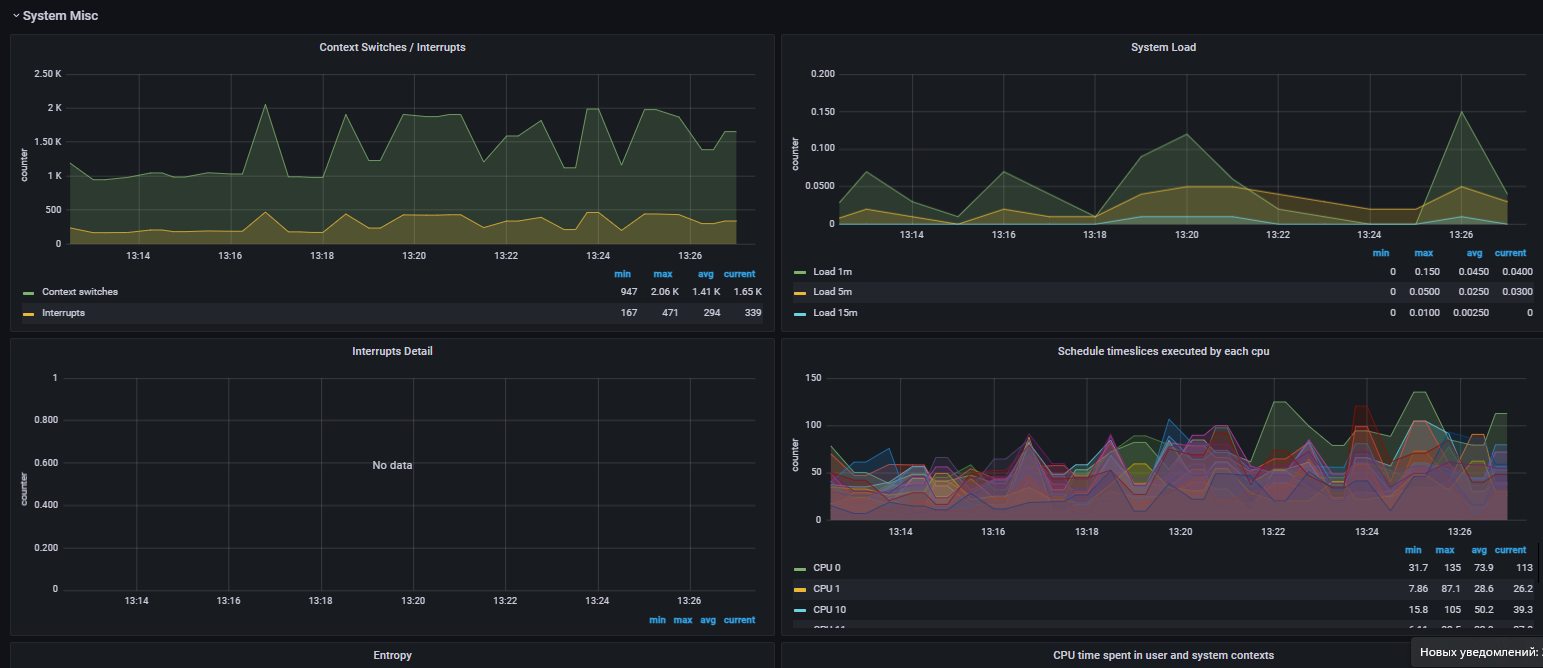 System Misc
Context Switches / Interrupts
2.50 K
2 K
1.50 K
1 K
500
0
counter
13:14 13:16 13:18 13:20 13:22 13:24 13:26
min max avg current
Context switches 947 2.06 K 1.41 K 1.65 K
Interrupts 167 471 294 339
System Load
0.200
0.150
0.100
0.0500
0
counter
13:14 13:16 13:18 13:20 13:22 13:24 13:26
min max avg current
Load 1m 0 0.150 0.0450 0.0400
Load 5m 0 0.0500 0.0250 0.0300
Load 15m 0 0.0100 0.00250 0
Interrupts Detail
1
0.800
0.600
0.400
0.200
0
counter
No data
13:14 13:16 13:18 13:20 13:22 13:24 13:26
min max avg current
Schedule timeslices executed by each cpu
150
100
50
0
counter
13:14 13:16 13:18 13:20 13:22 13:24 13:26
min max avg current
CPU 0 31.7 135 73.9 113
CPU 1 7.86 87.1 28.6 26.2
CPU 10 15.8 105 50.2 39.3
Entropy
CPU time spent in user and system contexts
Новых уведомлений: